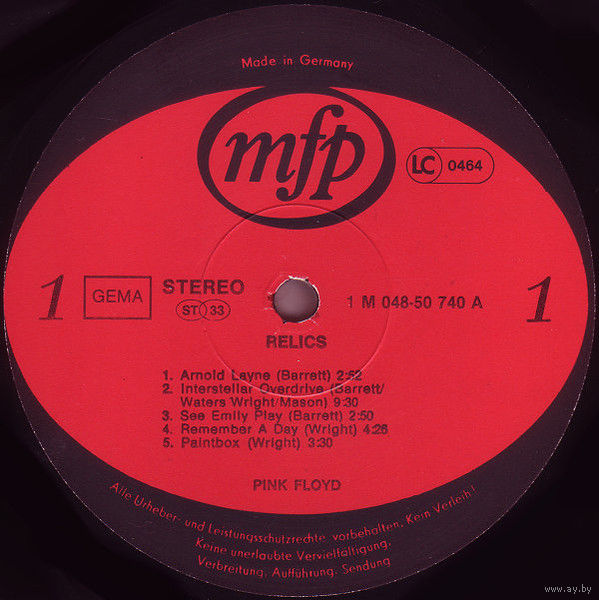 Made in Germany
mfp
LC 0464
1 GEMA STEREO 1 M 048-50 740 A 1
ST 33
RELICS
1. Arnold Layne (Barrett) 2:52
2. Interstellar Overdrive (Barrett/
Waters Wright/Mason) 9:30
3. See Emily Play (Barrett) 2:50
4. Remember A Day (Wright) 4:26
5. Paintbox (Wright) 3:30
PINK FLOYD
Alle Urheber- und Leistungsschutzrechte vorbehalten. Kein Verleih!
Keine unerlaubte Vervielfältigung,
Verbreitung, Aufführung, Sendung
www.ay.by